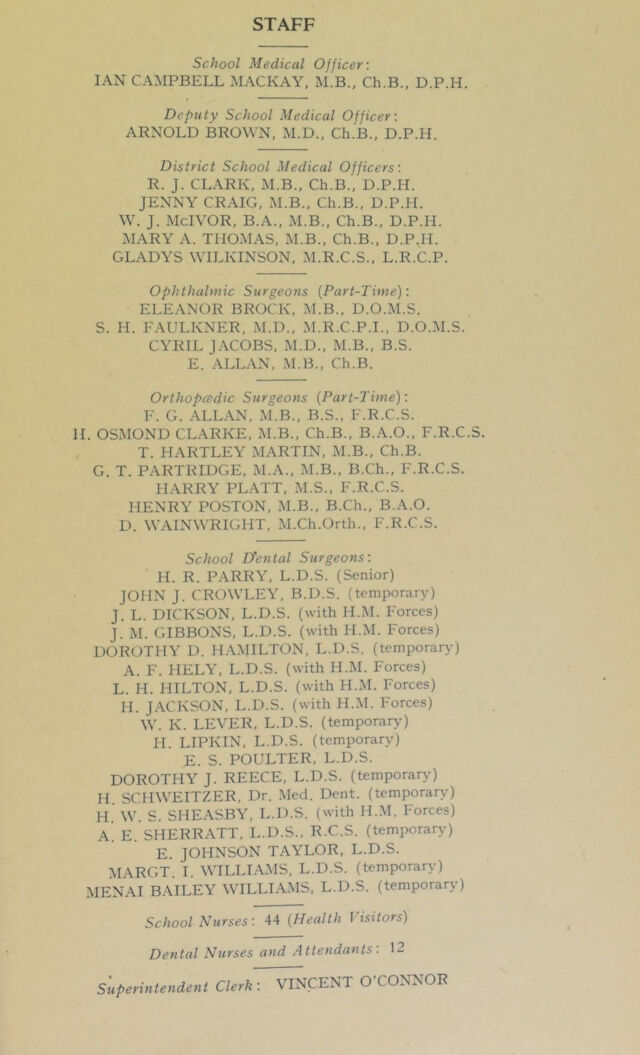 STAFF
School Medical Officer:
IAN CAMPBELL MACKAY, M.B., Ch.B., D.P.H.
Deputy School Medical Officer:
ARNOLD BROWN, M.D., Ch.B., D.P.H.
District School Medical Officers:
R. J. CLARK, M.B., Ch.B., D.P.H.
JENNY CRAIG, M.B., Ch.B., D.P.H.
W. J. McIVOR, B.A., M.B., Ch.B., D.P.H.
MARY A. THOMAS, M.B., Ch.B., D.P.H.
GLADYS WILKINSON, M.R.C.S., L.R.C.P.
Ophthalmic Surgeons (Part-Time):
ELEANOR BROCK, M.B., D.O.M.S.
S. H. FAULKNER, M.D., M.R.C.P.I., D.O.M.S.
CYRIL JACOBS, M.D., M.B., B.S.
E. ALLAN, M.B., Ch.B.
Orthopœdic Surgeons (Part-Time):
F. G. ALLAN, M.B., B.S., F.R.C.S.
H. OSMOND CLARKE, M.B., Ch.B., B.A.O., F.R.C.S.
T. HARTLEY MARTIN, M.B., Ch.B.
G. T. PARTRIDGE, M.A., M.B., B.Ch., F.R.C.S.
HARRY PLATT, M.S., F.R.C.S.
HENRY POSTON, M.B., B.Ch., B.A.O.
D. WAINWRIGHT, M.Ch.Orth., F.R.C.S.
School Dental Surgeons:
H. R. PARRY, L.D.S. (Senior)
JOHN J. CROWLEY, B.D.S. (temporary)
J. L. DICKSON, L.D.S. (with H.M. Forces)
J. M. GIBBONS, L.D.S. (with H.M. Forces)
DOROTHY D. HAMILTON, L.D.S. (temporary)
A. F. HELY, L.D.S. (with H.M. Forces)
L. H. HILTON, L.D.S. (with H.M. Forces)
H. JACKSON, L.D.S. (with H.M. Forces)
W. K. LEVER, L.D.S. (temporary)
H. LIPKIN, L.D.S. (temporary)
E. S. POULTER, L.D.S.
DOROTHY J. REECE, L.D.S. (temporary)
H. SCHWEITZER, Dr. Med. Dent. (temporary)
H. W. S. SHEASBY, L.D.S. (with H.M. Forces)
A. E. SHERRATT, L.D.S., R.C.S. (temporary)
E. JOHNSON TAYLOR, L.D.S.
MARGT. I. WILLIAMS, L.D.S. (temporary)
MENAI BAILEY WILLIAMS, L.D.S. (temporary)
School Nurses: 44 (Health Visitors)
Dental Nurses and Attendants: 12
Superintendent Clerk: VINCENT O'CONNOR